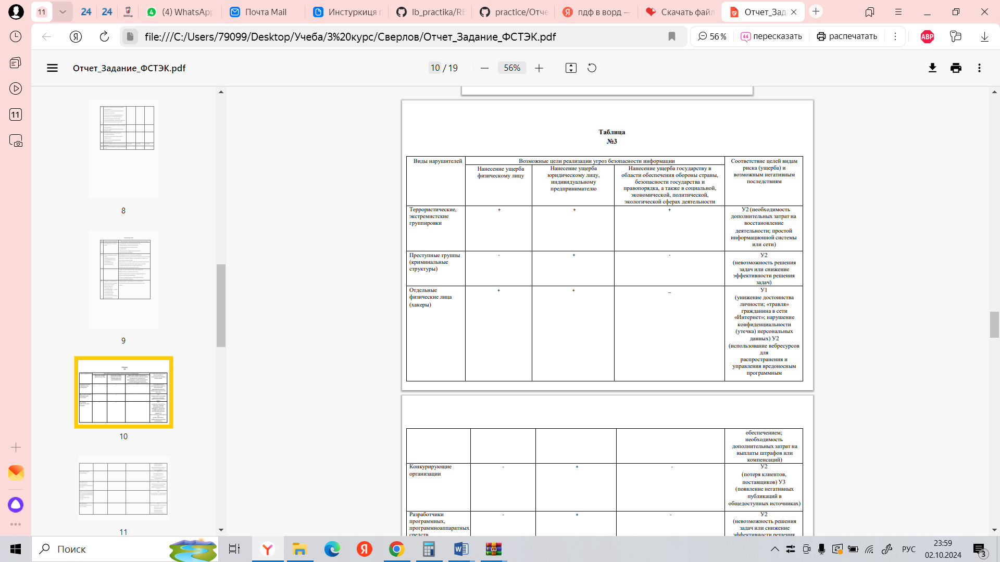 11
24
24
(4) WhatsApp
Почта Mail
Инстуркиця г
lb_practika/RE
practice/Отче
пдф в ворд —
Скачать файл
Отчет_Зада
file:///C:/Users/79099/Desktop/Учеба/3%20курс/Сверлов/Отчет_Задание_ФСТЭК.pdf
56 %
пересказать
распечатать
ABP
Отчет_Задание_ФСТЭК.pdf
10 / 19
56%
11
8
9
10
11
Таблица
№3
Виды нарушителей
Возможные цели реализации угроз безопасности информации
Соответствие целей видам
риска (ущерба) и
возможным негативным
последствиям
Нанесение ущерба
физическому лицу
Нанесение ущерба
юридическому лицу,
индивидуальному
предпринимателю
Нанесение ущерба государству в
области обеспечения обороны страны,
безопасности государства и
правопорядка, а также в социальной,
экономической, политической,
экологической сферах деятельности
Террористические,
экстремистские
группировки
+
+
+
У2 (необходимость
дополнительных затрат на
восстановление
деятельности; простой
информационной системы
или сети)
Преступные группы
(криминальные
структуры)
-
+
-
У2
(невозможность решения
задач или снижение
эффективности решения
задач)
Отдельные
физические лица
(хакеры)
+
+
_
У1
(унижение достоинства
личности; «травля»
гражданина в сети
«Интернет»; нарушение
конфиденциальности
(утечка) персональных
данных) У2
(использование вебресурсов
для
распространения и
управления вредоносным
программным
обеспечением;
необходимость
дополнительных затрат на
выплаты штрафов или
компенсаций)
Конкурирующие
организации
-
+
-
У2
(потеря клиентов,
поставщиков) У3
(появление негативных
публикаций в
общедоступных источниках)
Разработчики
программных,
программноаппаратных
средств
-
+
-
У2
(невозможность решения
задач или снижение
эффективности решения
Поиск
РУС
23:59
02.10.2024
3